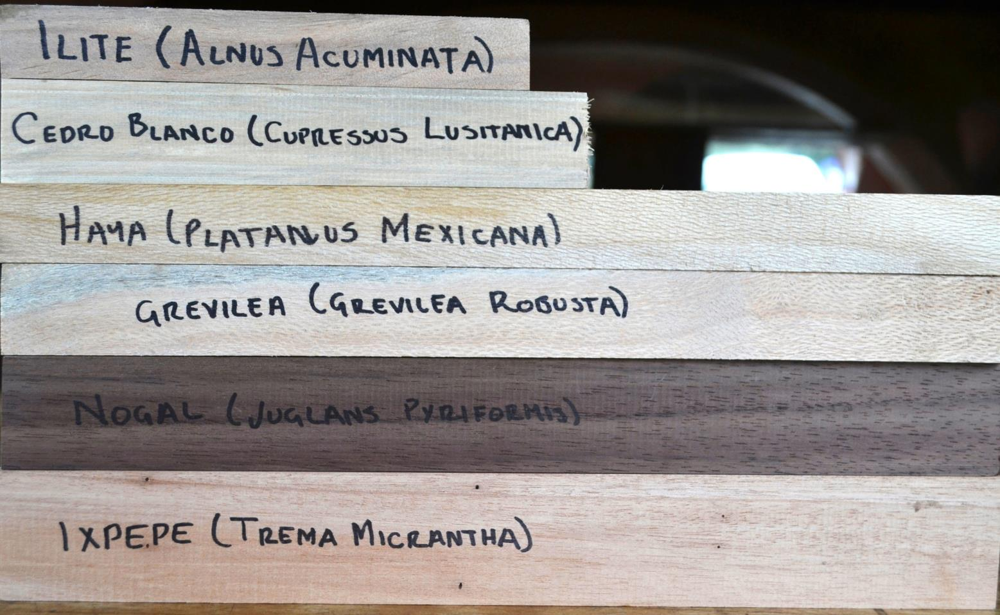 ILITE (ALNUS ACUMINATA)
CEDRO BLANCO (CUPRESSUS LUSITANICA)
HAYA (PLATANUS MEXICANA)
GREVILEA (GREVILEA ROBUSTA)
NOGAL (JUGLANS PYRIFORMIS)
IXPEPE (TREMA MICRANTHA)